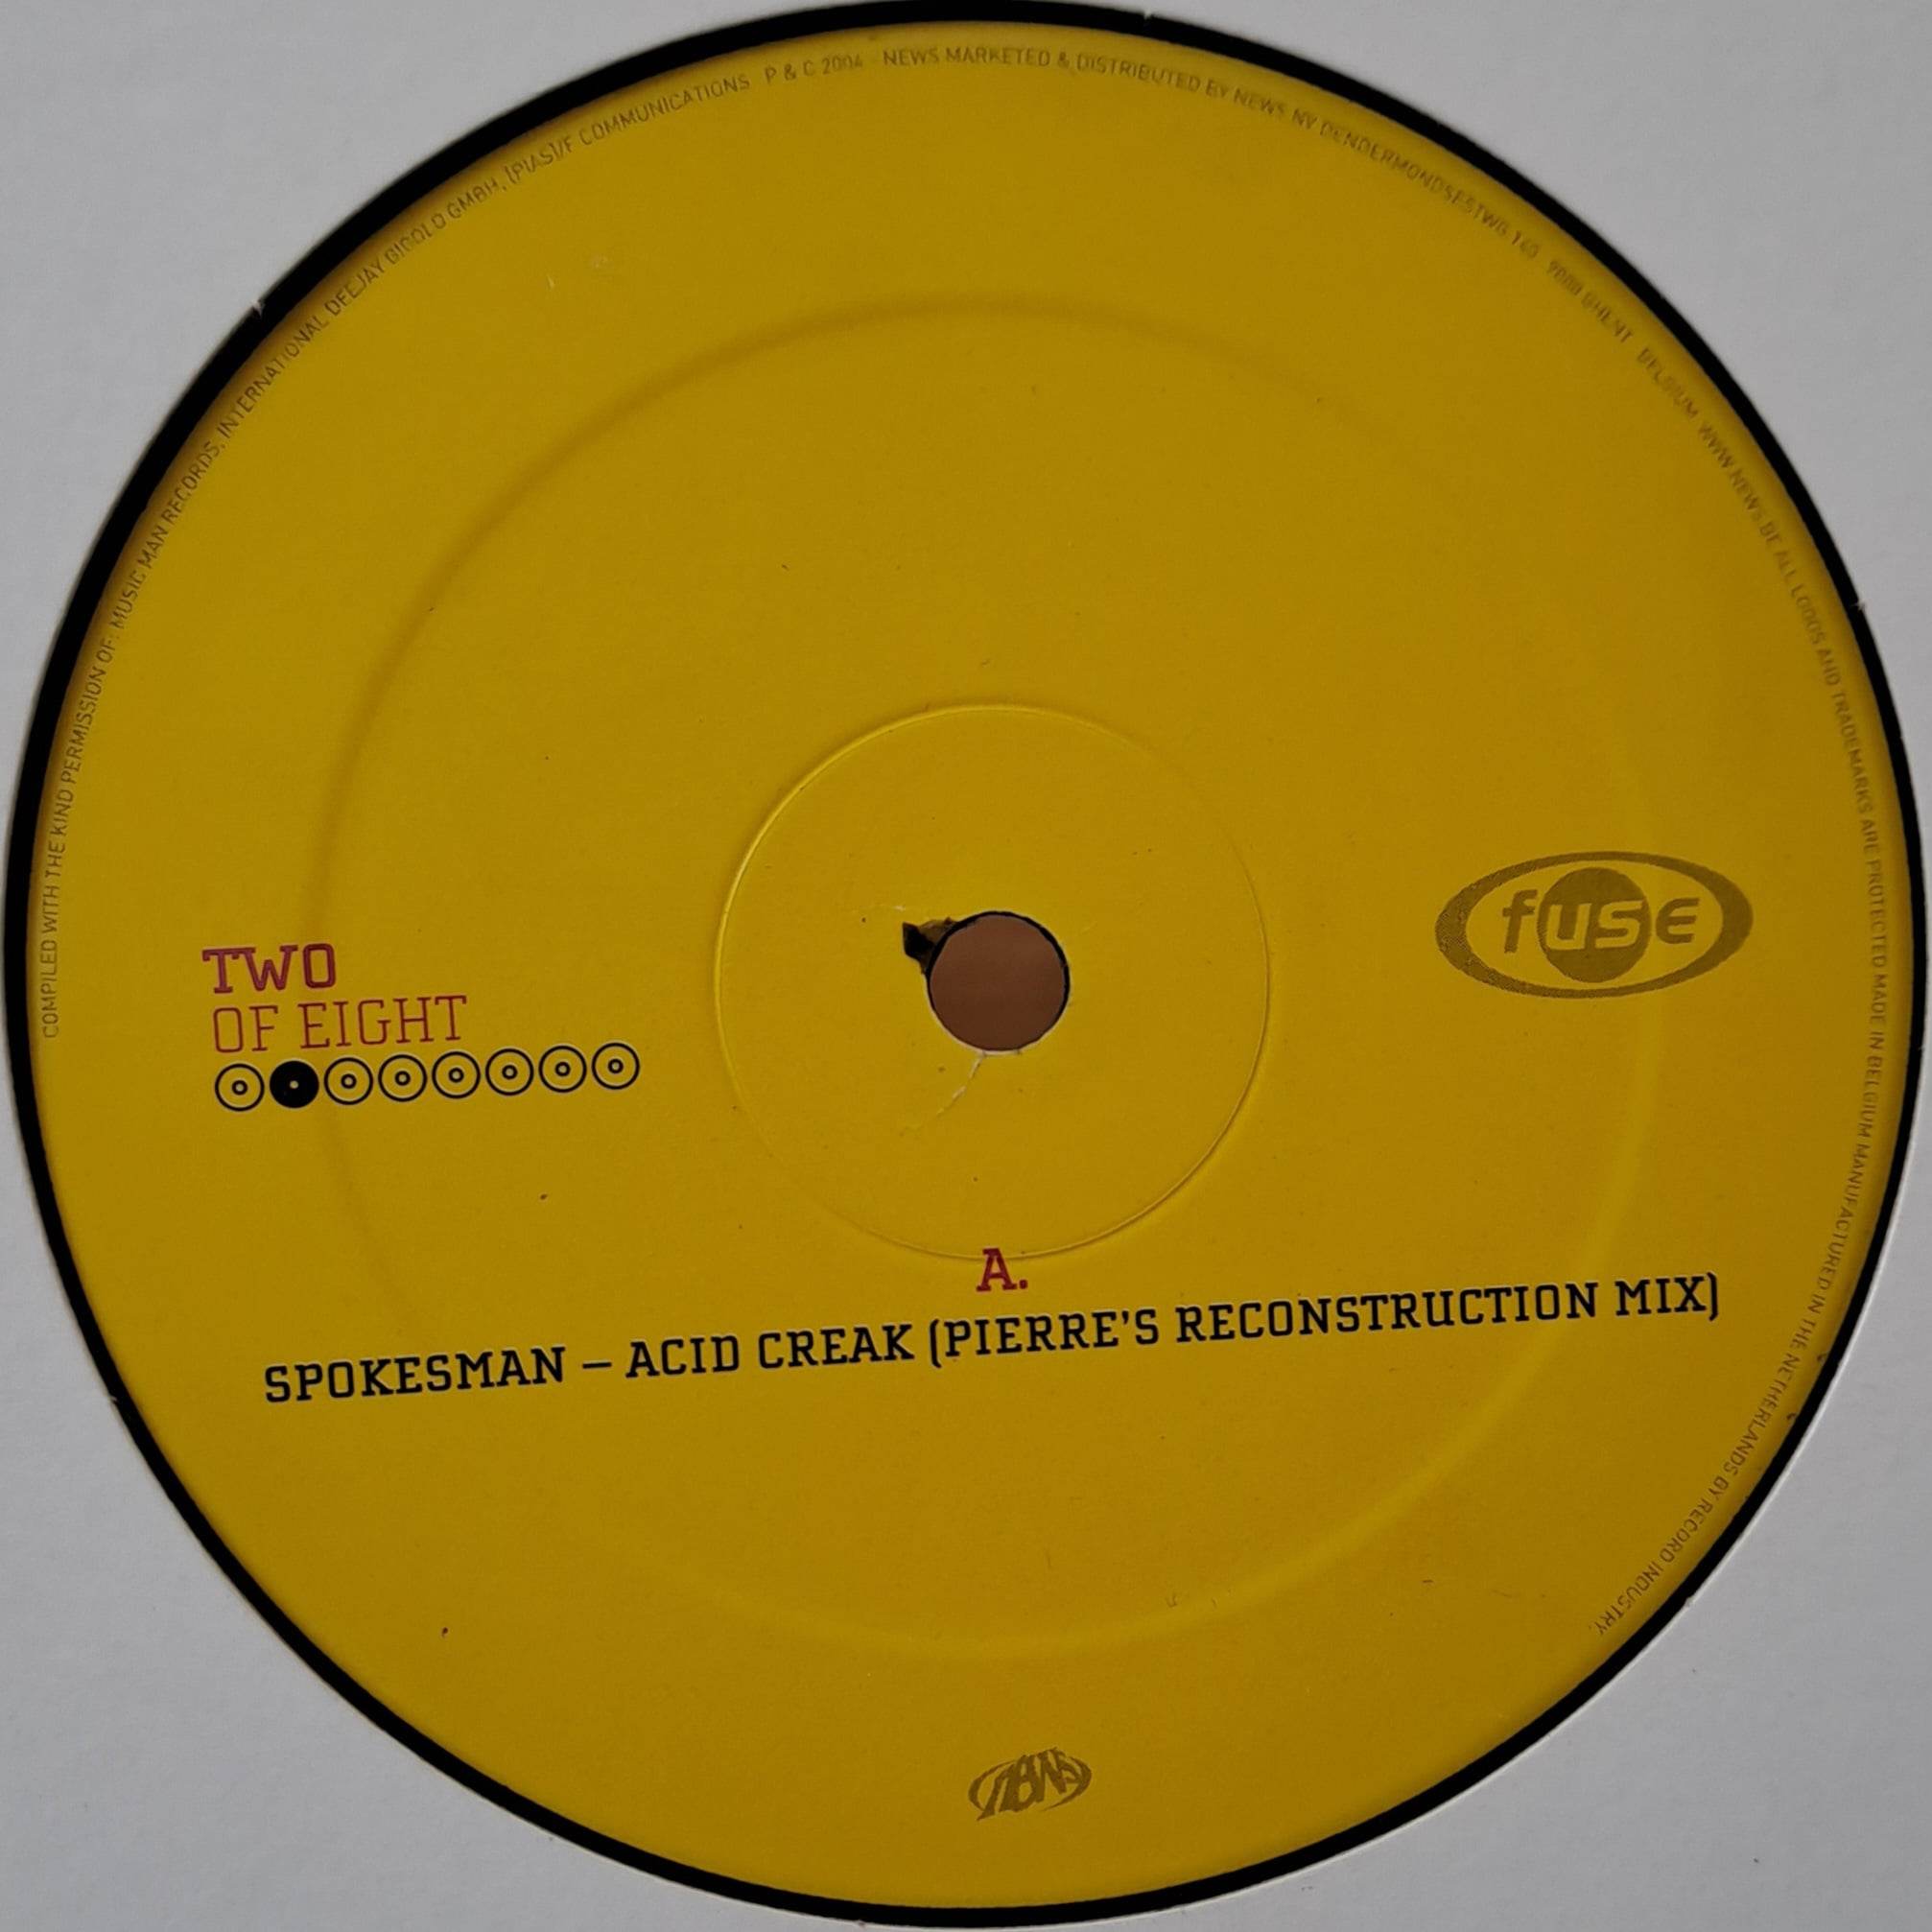 COMPILED WITH THE KIND PERMISSION OF: MUSIC MAN RECORDS, INTERNATIONAL DEEJAY GIGOLO GMBH, [PIAS]/F COMMUNICATIONS P & C 2004 NEWS MARKETED & DISTRIBUTED BY NEWS NV DENDERMONDSESTWG 140 9000 GHENT BELGIUM WWW.NEWS.BE ALL LOGOS AND TRADEMARKS ARE PROTECTED MADE IN BELGIUM MANUFACTURED IN THE NETHERLANDS BY RECORD INDUSTRY.
fuse
TWO
OF EIGHT
A.
SPOKESMAN – ACID CREAK (PIERRE'S RECONSTRUCTION MIX)
news